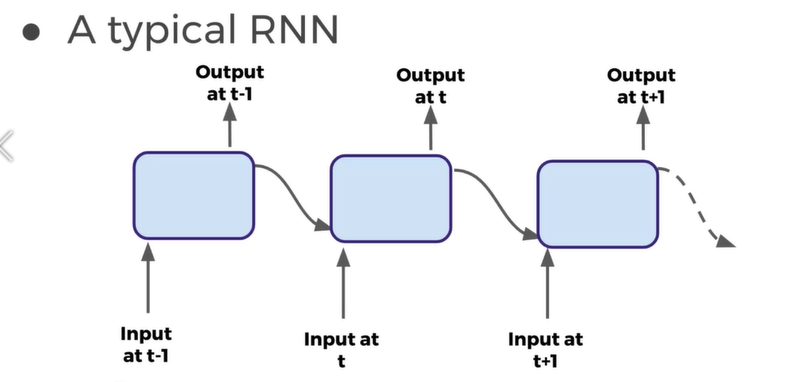 ● A typical RNN
Output
at t-1
Output
at t
Output
at t+1
Input
at t-1
Input at
t
Input at
t+1